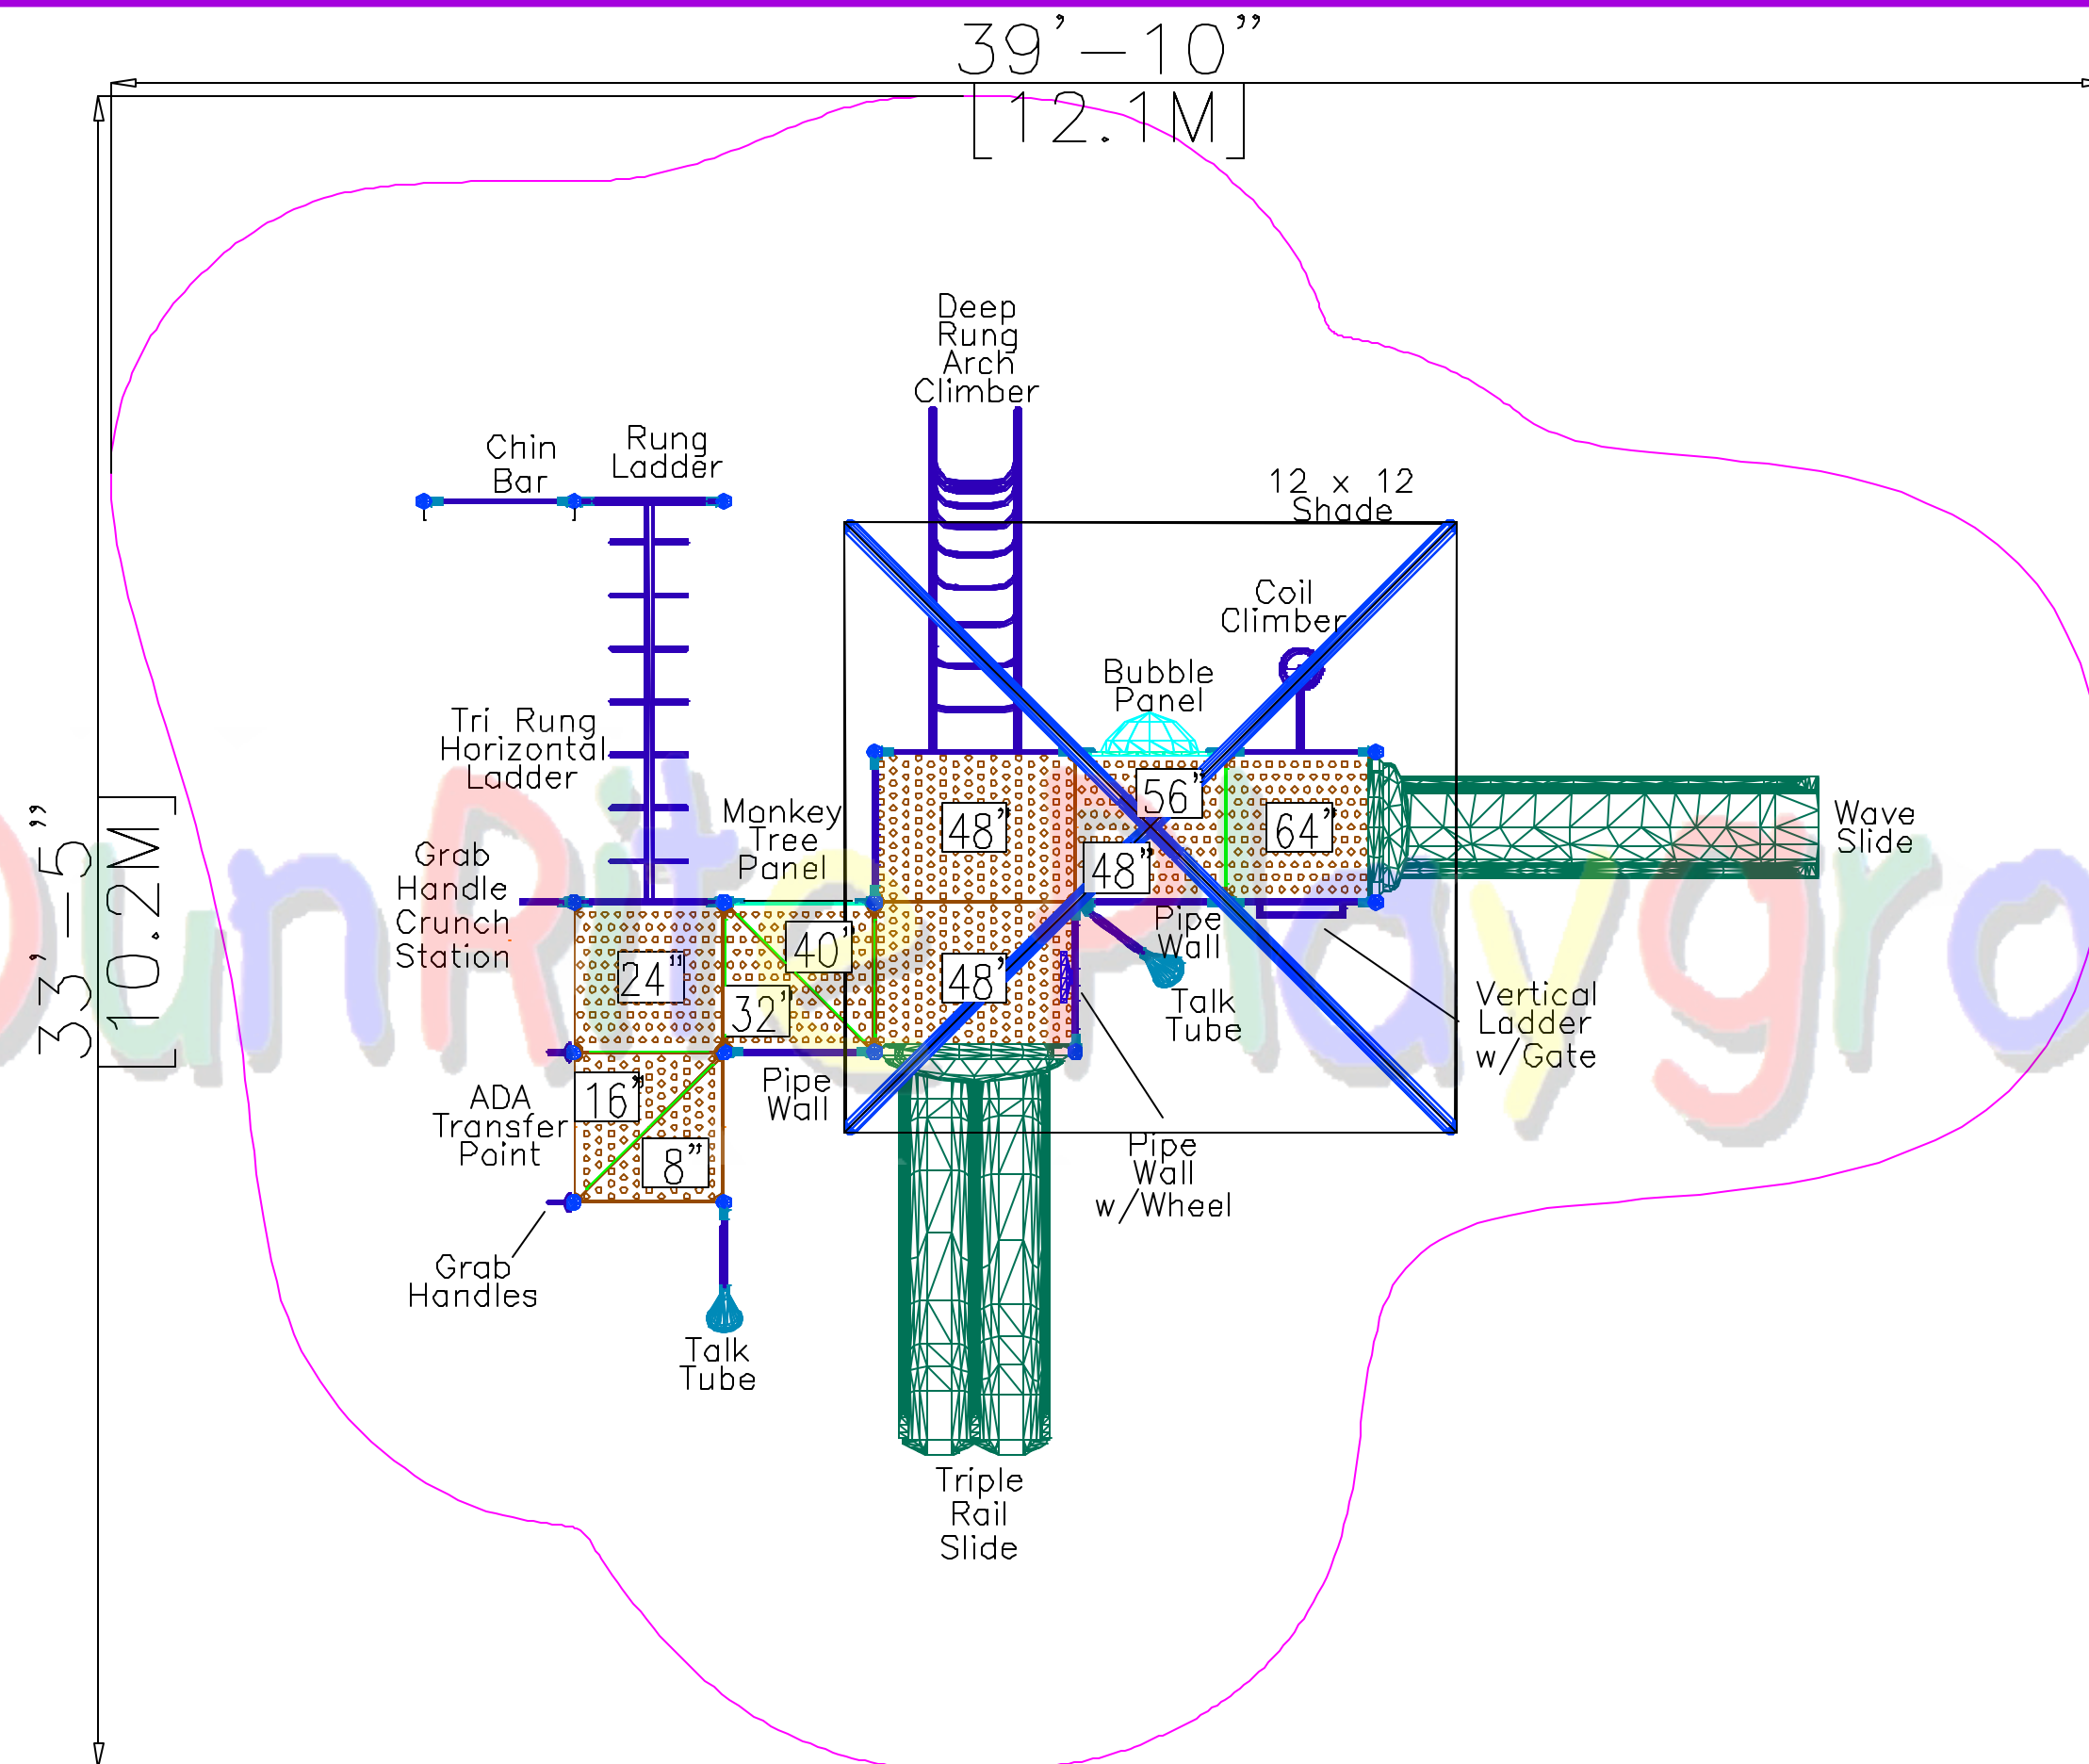 39'-10"
[12.1M]
33'-5"
[10.2M]
Deep
Rung
Arch
Climber
Chin
Bar
Rung
Ladder
12 x 12
Shade
Coil
Climber
Bubble
Panel
Tri Rung
Horizontal
Ladder
Monkey
Tree
Panel
56"
48"
64"
48"
Wave
Slide
Grab
Handle
Crunch
Station
40"
24"
32"
48"
Pipe
Wall
Talk
Tube
Vertical
Ladder
w/Gate
16"
8"
ADA
Transfer
Point
Pipe
Wall
Pipe
Wall
w/Wheel
Grab
Handles
Talk
Tube
Triple
Rail
Slide
DunRite Playgro